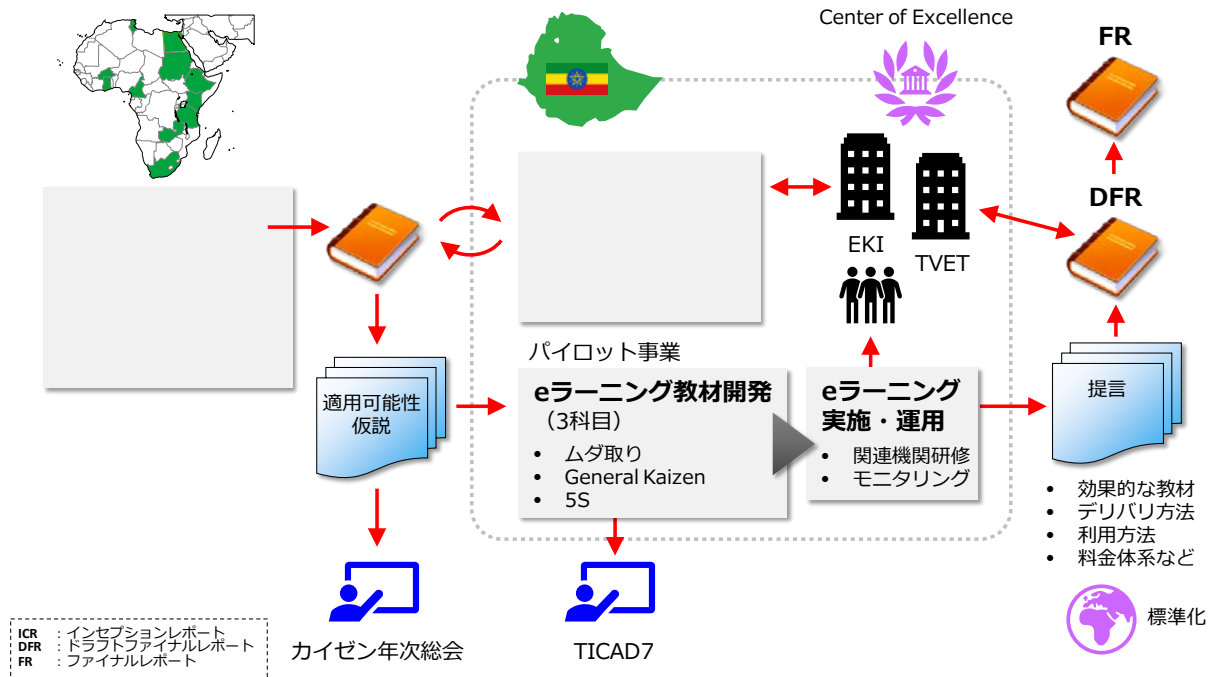 Center of Excellence
FR
DFR
EKI
TVET
パイロット事業
eラーニング教材開発
（3科目）
• ムダ取り
• General Kaizen
• 5S
eラーニング
実施・運用
• 関連機関研修
• モニタリング
適用可能性
仮説
提言
• 効果的な教材
• デリバリ方法
• 利用方法
• 料金体系など
標準化
カイゼン年次総会
TICAD7
ICR ：インセプションレポート
DFR ：ドラフトファイナルレポート
FR ：ファイナルレポート